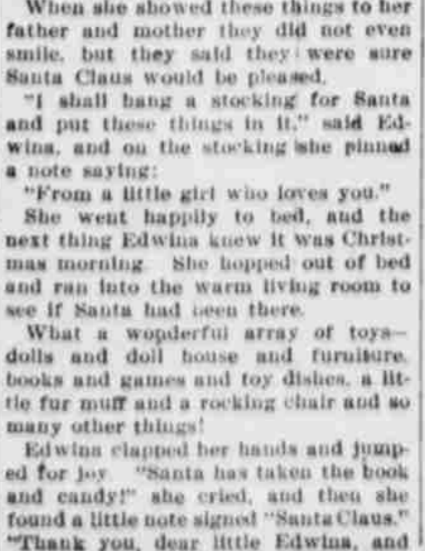 When she showed these things to her
father and mother they did not even
smile, but they said they were sure
Santa Claus would be pleased.
"I shall hang a stocking for Santa
and put these things in it," said Ed-
wina, and on the stocking she pinned
a note saying:
"From a little girl who loves you."
She went happily to bed, and the
next thing Edwina knew it was Christ-
mas morning. She hopped out of bed
and ran into the warm living room to
see if Santa had been there.
What a wonderful array of toys—
dolls and doll house and furniture,
books and games and toy dishes, a lit-
tle fur muff and a rocking chair and so
many other things!
Edwina clapped her hands and jump-
ed for joy. "Santa has taken the book
and candy!" she cried, and then she
found a little note signed "Santa Claus."
"Thank you, dear little Edwina, and